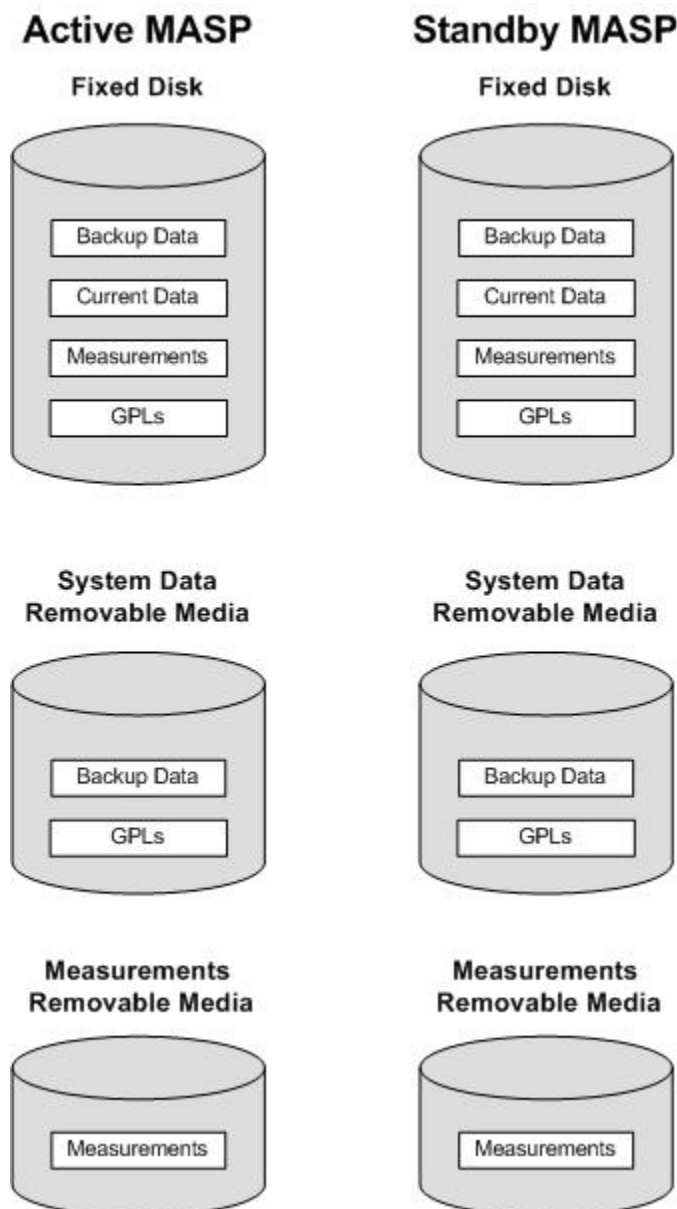 Active MASP
Standby MASP
Fixed Disk
Fixed Disk
Backup Data
Backup Data
Current Data
Current Data
Measurements
Measurements
GPLs
GPLs
System Data
Removable Media
System Data
Removable Media
Backup Data
Backup Data
GPLs
GPLs
Measurements
Removable Media
Measurements
Removable Media
Measurements
Measurements